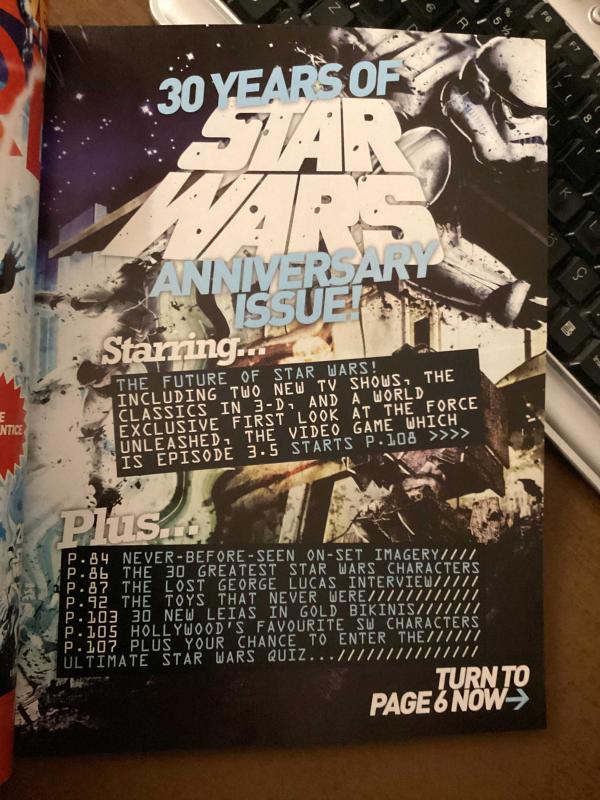 30 YEARS OF
STAR
WARS
ANNIVERSARY
ISSUE!
Starring...
THE FUTURE OF STAR WARS!
INCLUDING TWO NEW TV SHOWS, THE
CLASSICS IN 3-D, AND A WORLD
EXCLUSIVE FIRST LOOK AT THE FORCE
UNLEASHED, THE VIDEO GAME WHICH
IS EPISODE 3.5 STARTS P.108 >>>>
Plus...
P.84 NEVER-BEFORE-SEEN ON-SET IMAGERY////
P.86 THE 30 GREATEST STAR WARS CHARACTERS
P.87 THE LOST GEORGE LUCAS INTERVIEW/////
P.92 THE TOYS THAT NEVER WERE////////////
P.103 30 NEW LEIAS IN GOLD BIKINIS///////
P.105 HOLLYWOOD'S FAVOURITE SW CHARACTERS
P.107 PLUS YOUR CHANCE TO ENTER THE//////
ULTIMATE STAR WARS QUIZ...///////////////
TURN TO
PAGE 6 NOW→